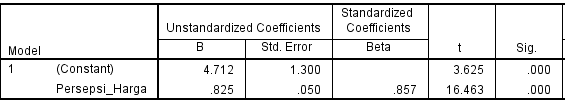 Unstandardized Coefficients Standardized Coefficients
Model B Std. Error Beta t Sig.
1 (Constant) 4.712 1.300 3.625 .000
Persepsi_Harga .825 .050 .857 16.463 .000